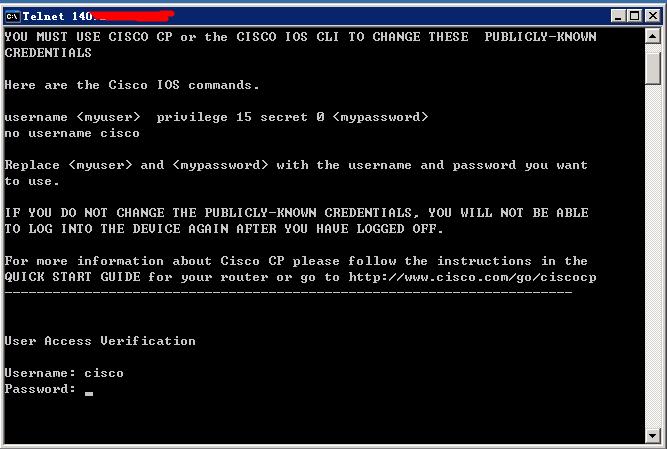 Telnet 140.
YOU MUST USE CISCO CP or the CISCO IOS CLI TO CHANGE THESE  PUBLICLY-KNOWN
CREDENTIALS
Here are the Cisco IOS commands.
username <myuser>  privilege 15 secret 0 <mypassword>
no username cisco
Replace <myuser> and <mypassword> with the username and password you want
to use.
IF YOU DO NOT CHANGE THE PUBLICLY-KNOWN CREDENTIALS, YOU WILL NOT BE ABLE
TO LOG INTO THE DEVICE AGAIN AFTER YOU HAVE LOGGED OFF.
For more information about Cisco CP please follow the instructions in the
QUICK START GUIDE for your router or go to http://www.cisco.com/go/ciscocp
-----------------------------------------------------------------------
User Access Verification
Username: cisco
Password: